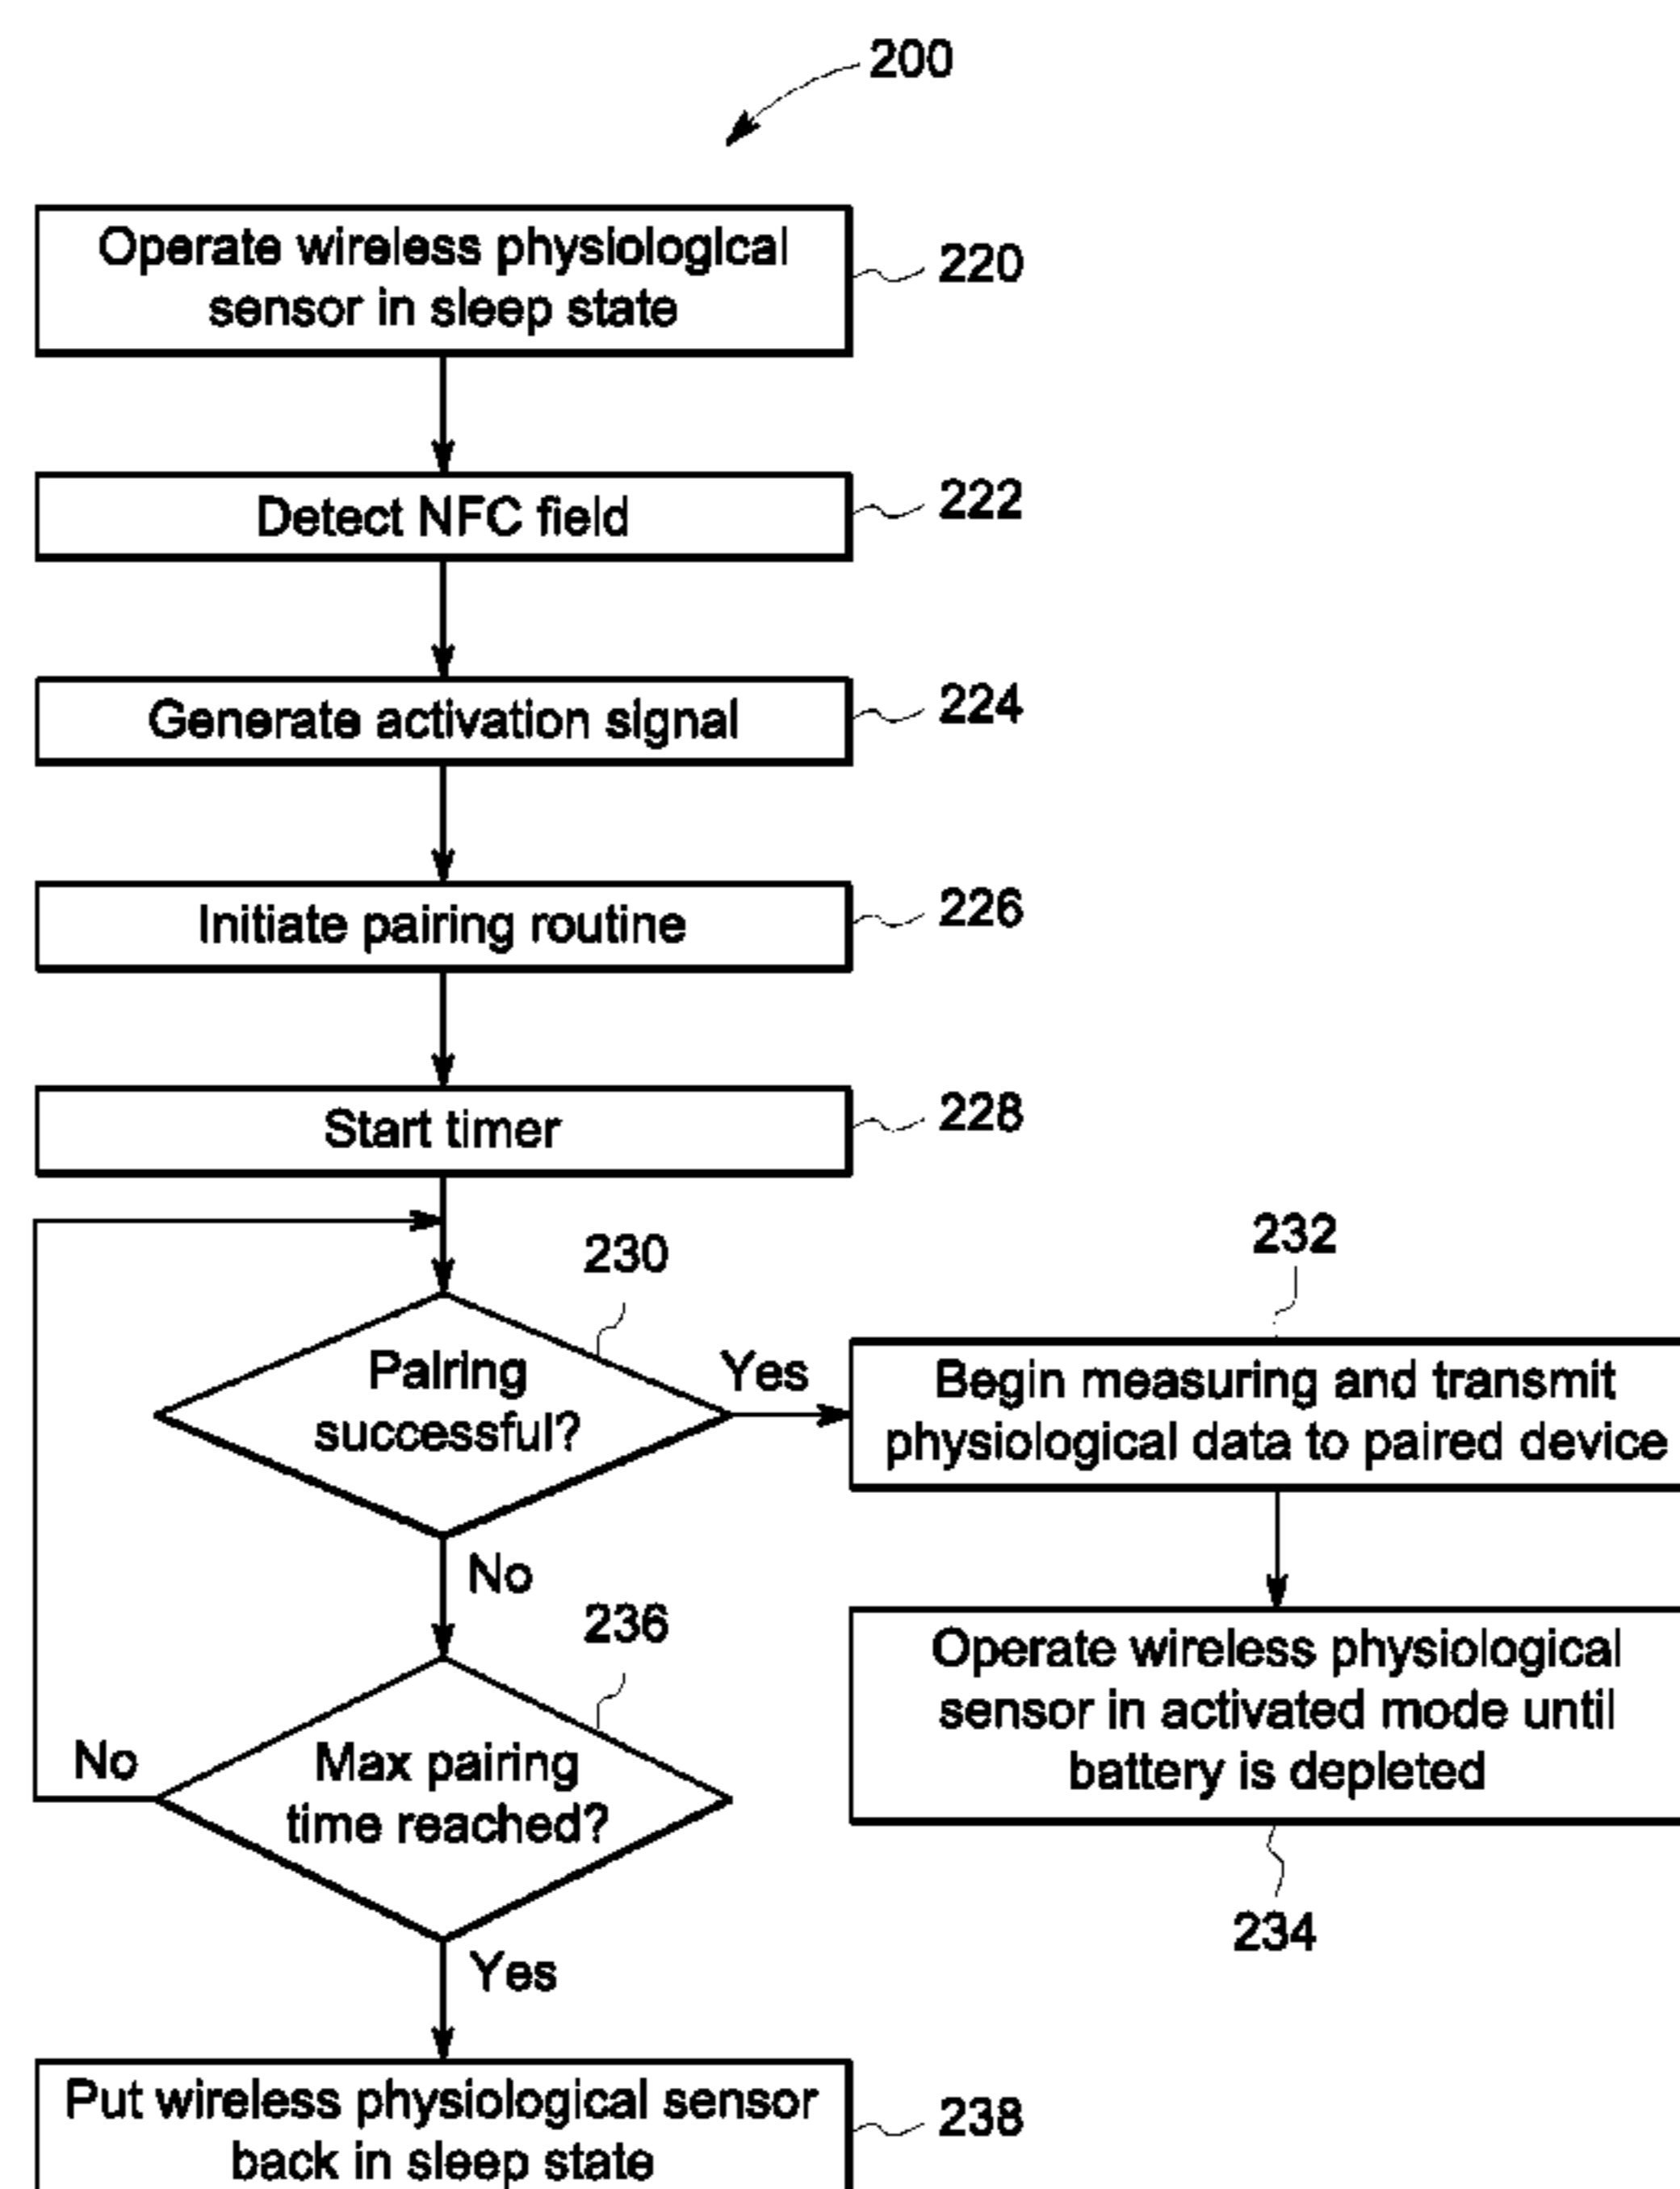 200
Operate wireless physiological
sensor in sleep state
220
Detect NFC field
222
Generate activation signal
224
Initiate pairing routine
226
Start timer
228
230
Pairing
successful?
Yes
No
232
Begin measuring and transmit
physiological data to paired device
Operate wireless physiological
sensor in activated mode until
battery is depleted
234
236
Max pairing
time reached?
No
Yes
Put wireless physiological sensor
back in sleep state
238